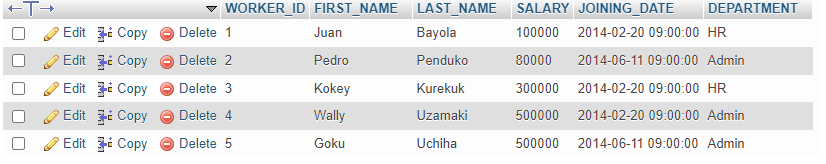 WORKER_ID FIRST_NAME LAST_NAME SALARY JOINING_DATE DEPARTMENT
Edit Copy Delete 1 Juan Bayola 100000 2014-02-20 09:00:00 HR
Edit Copy Delete 2 Pedro Penduko 80000 2014-06-11 09:00:00 Admin
Edit Copy Delete 3 Kokey Kurekuk 300000 2014-02-20 09:00:00 HR
Edit Copy Delete 4 Wally Uzamaki 500000 2014-02-20 09:00:00 Admin
Edit Copy Delete 5 Goku Uchiha 500000 2014-06-11 09:00:00 Admin